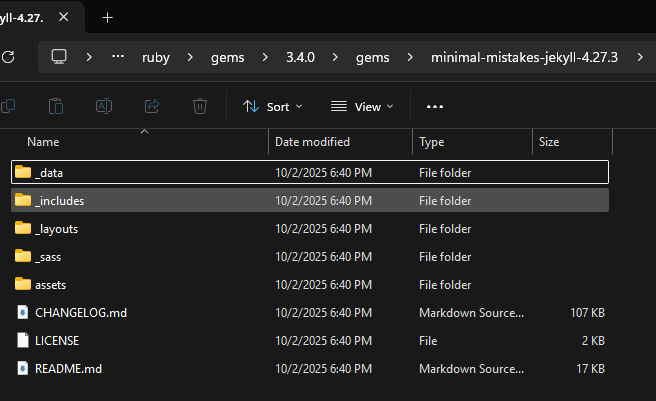 yll-4.27.
ruby gems 3.4.0 gems minimal-mistakes-jekyll-4.27.3
Sort View
Name Date modified Type Size
_data 10/2/2025 6:40 PM File folder
_includes 10/2/2025 6:40 PM File folder
_layouts 10/2/2025 6:40 PM File folder
_sass 10/2/2025 6:40 PM File folder
assets 10/2/2025 6:40 PM File folder
CHANGELOG.md 10/2/2025 6:40 PM Markdown Source... 107 KB
LICENSE 10/2/2025 6:40 PM File 2 KB
README.md 10/2/2025 6:40 PM Markdown Source... 17 KB